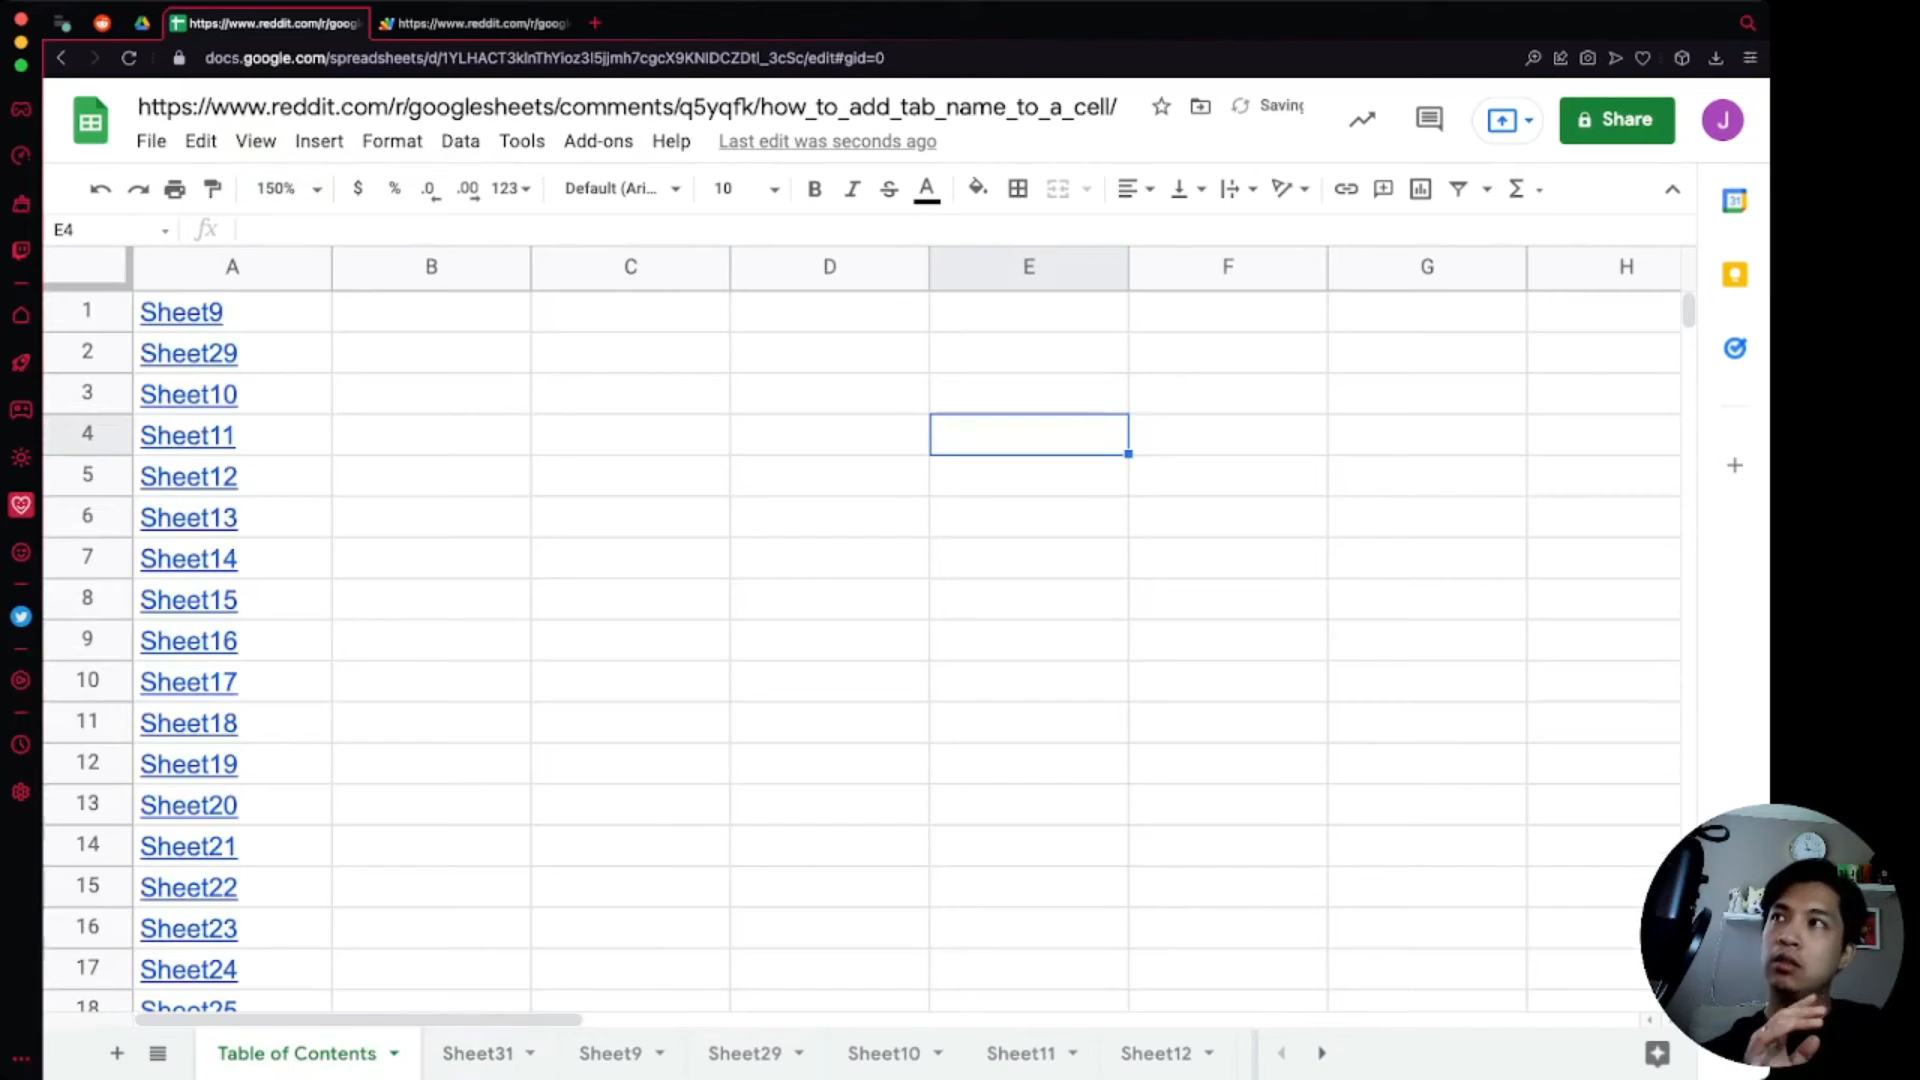 https://www.reddit.com/r/goog https://www.reddit.com/r/goog
docs.google.com/spreadsheets/d/
https://www.reddit.com/r/googlesheets/comments/q5yqfk/how_to_add_tab_name_to_a_cell/ Saving
Share J
File Edit View Insert Format Data Tools Add-ons Help Last edit was seconds ago
150% $ % .0 .00 123 Default (Ari... 10 B I S A Σ
31
E4 fx
A B C D E F G H
1 Sheet9
2 Sheet29
3 Sheet10
4 Sheet11
5 Sheet12
6 Sheet13
7 Sheet14
8 Sheet15
9 Sheet16
10 Sheet17
11 Sheet18
12 Sheet19
13 Sheet20
14 Sheet21
15 Sheet22
16 Sheet23
17 Sheet24
18 Sheet25
Table of Contents Sheet31 Sheet9 Sheet29 Sheet10 Sheet11 Sheet12